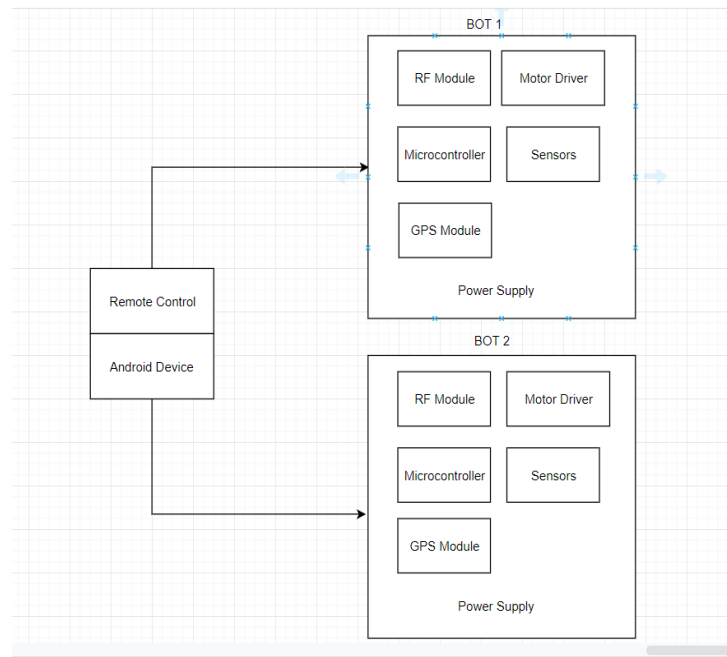 BOT 1
RF Module
Motor Driver
Microcontroller
Sensors
GPS Module
Power Supply
Remote Control
Android Device
BOT 2
RF Module
Motor Driver
Microcontroller
Sensors
GPS Module
Power Supply